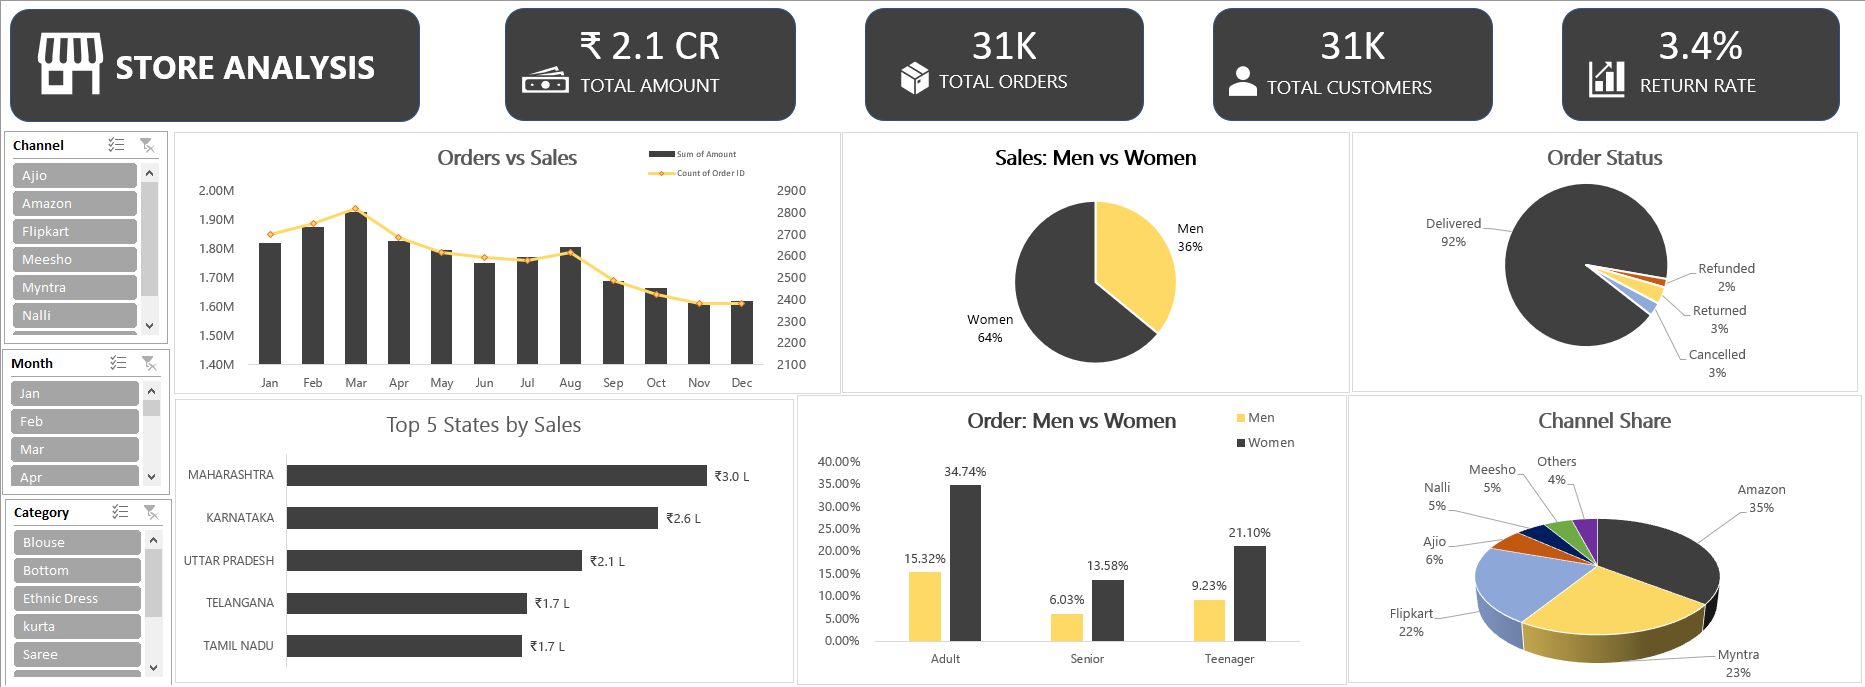 STORE ANALYSIS
₹ 2.1 CR
TOTAL AMOUNT
31K
TOTAL ORDERS
31K
TOTAL CUSTOMERS
3.4%
RETURN RATE
Channel
Ajio
Amazon
Flipkart
Meesho
Myntra
Nalli
Month
Jan
Feb
Mar
Apr
Category
Blouse
Bottom
Ethnic Dress
kurta
Saree
Orders vs Sales
Sum of Amount
Count of Order ID
2.00M
1.90M
1.80M
1.70M
1.60M
1.50M
1.40M
2900
2800
2700
2600
2500
2400
2300
2200
2100
Jan Feb Mar Apr May Jun Jul Aug Sep Oct Nov Dec
Sales: Men vs Women
Men
36%
Women
64%
Order Status
Delivered
92%
Refunded
2%
Returned
3%
Cancelled
3%
Top 5 States by Sales
MAHARASHTRA ₹3.0 L
KARNATAKA ₹2.6 L
UTTAR PRADESH ₹2.1 L
TELANGANA ₹1.7 L
TAMIL NADU ₹1.7 L
Order: Men vs Women
Men
Women
40.00%
35.00%
30.00%
25.00%
20.00%
15.00%
10.00%
5.00%
0.00%
15.32%
34.74%
6.03%
13.58%
9.23%
21.10%
Adult Senior Teenager
Channel Share
Others
4%
Meesho
5%
Nalli
5%
Ajio
6%
Flipkart
22%
Amazon
35%
Myntra
23%